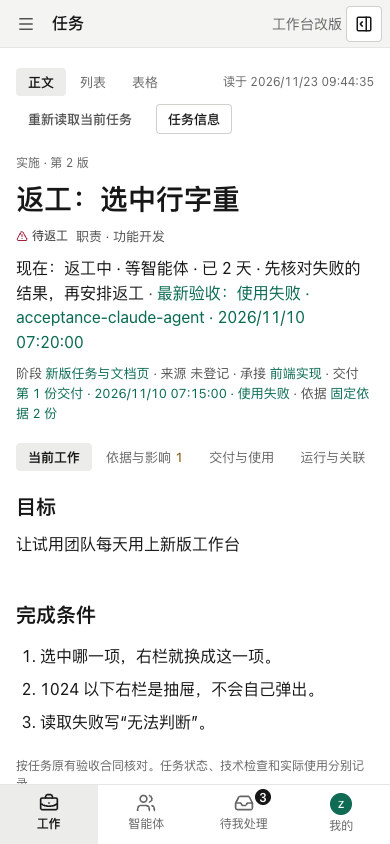 任务
工作台改版
正文 列表 表格 读于 2026/11/23 09:44:35
重新读取当前任务 任务信息
实施 · 第 2 版
返工：选中行字重
待返工 职责 · 功能开发
现在：返工中 · 等智能体 · 已 2 天 · 先核对失败的
结果，再安排返工 · 最新验收：使用失败 ·
acceptance-claude-agent · 2026/11/10
07:20:00
阶段 新版任务与文档页 · 来源 未登记 · 承接 前端实现 · 交付
第 1 份交付 · 2026/11/10 07:15:00 · 使用失败 · 依据 固定依
据 2 份
当前工作 依据与影响 1 交付与使用 运行与关联
目标
让试用团队每天用上新版工作台
完成条件
1. 选中哪一项，右栏就换成这一项。
2. 1024 以下右栏是抽屉，不会自己弹出。
3. 读取失败写“无法判断”。
按任务原有验收合同核对。任务状态、技术检查和实际使用分别记
录
工作 智能体 待我处理 3 我的
z